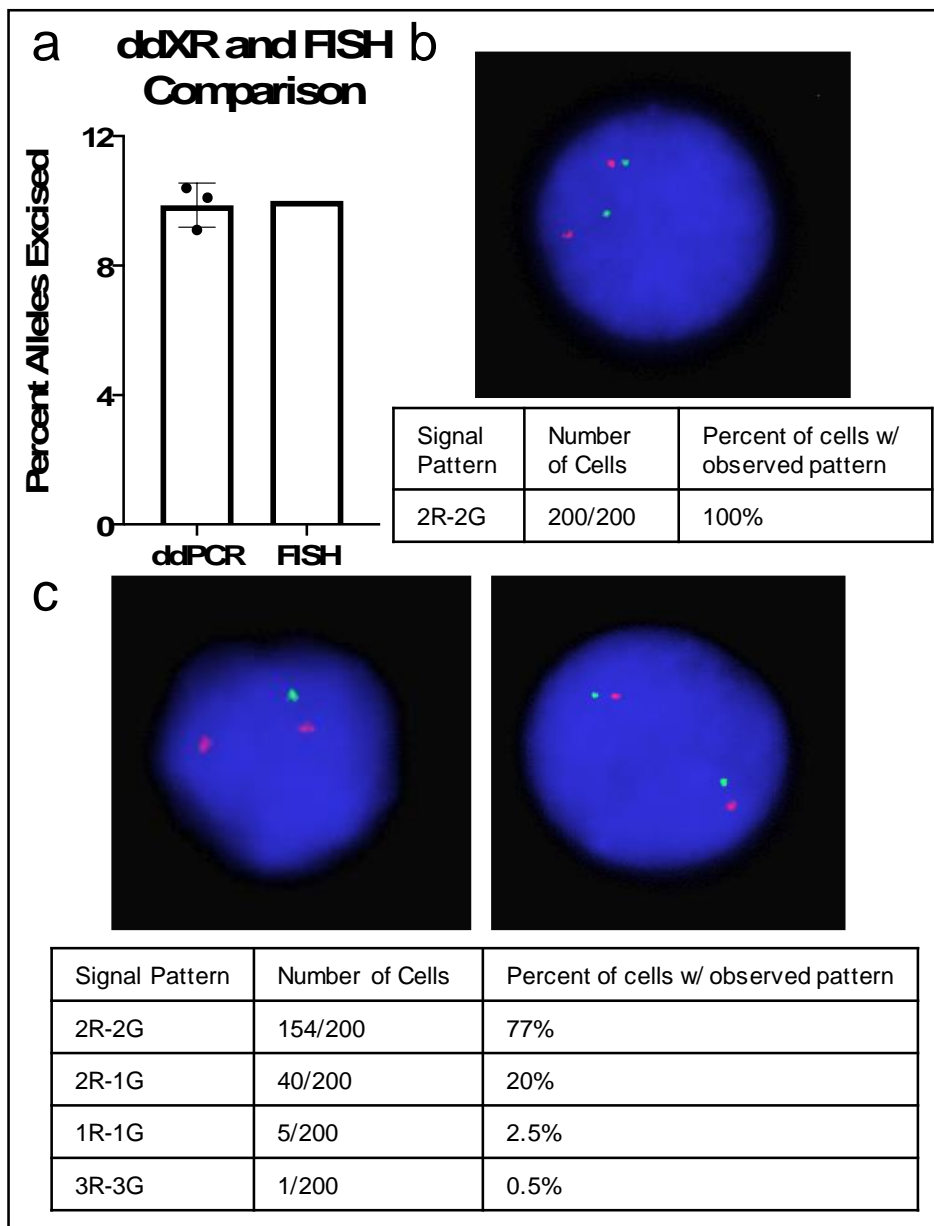 a
ddXR and FISH
Comparison
Percent Alleles Excised
12
8
4
0
ddPCR FISH
b
Signal Pattern Number of Cells Percent of cells w/ observed pattern
2R-2G 200/200 100%
c
Signal Pattern Number of Cells Percent of cells w/ observed pattern
2R-2G 154/200 77%
2R-1G 40/200 20%
1R-1G 5/200 2.5%
3R-3G 1/200 0.5%